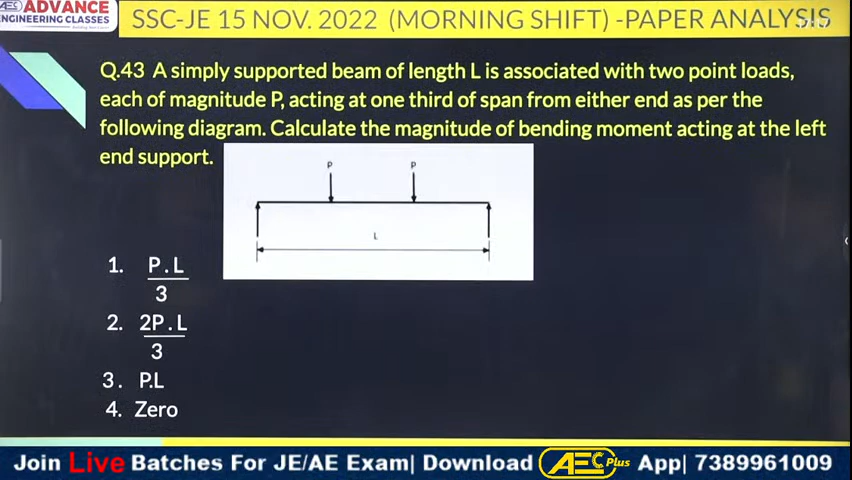 AEC ADVANCE
ENGINEERING CLASSES
SSC-JE 15 NOV. 2022 (MORNING SHIFT) -PAPER ANALYSIS
Q.43 A simply supported beam of length L is associated with two point loads,
each of magnitude P, acting at one third of span from either end as per the
following diagram. Calculate the magnitude of bending moment acting at the left
end support.
P P
L
1. P.L
3
2. 2P.L
3
3. P.L
4. Zero
Join Live Batches For JE/AE Exam| Download AEC Plus App| 7389961009